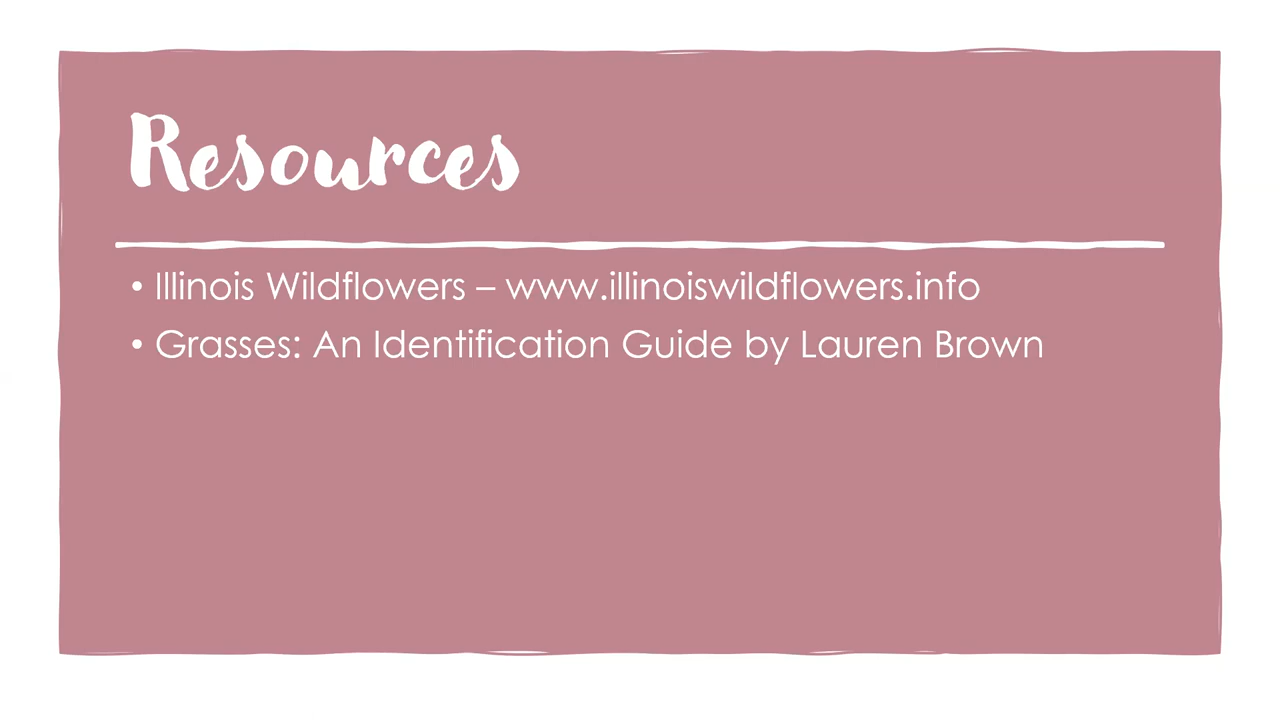 Resources
• Illinois Wildflowers – www.illinoiswildflowers.info
• Grasses: An Identification Guide by Lauren Brown